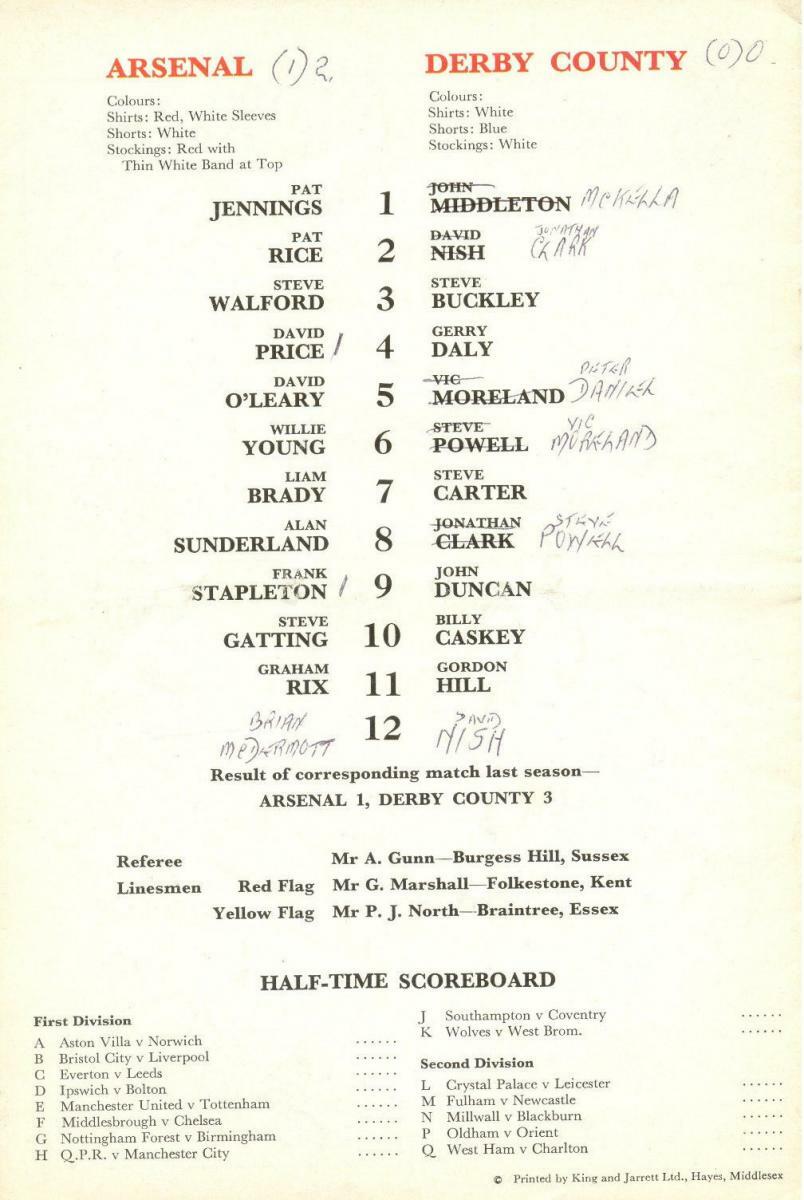 ARSENAL (1) 2.
Colours:
Shirts: Red, White Sleeves
Shorts: White
Stockings: Red with
Thin White Band at Top
DERBY COUNTY (0) 0
Colours:
Shirts: White
Shorts: Blue
Stockings: White
PAT JENNINGS 1 JOHN MIDDLETON MCKELLA
PAT RICE 2 DAVID NISH JONATHAN CLARK
STEVE WALFORD 3 STEVE BUCKLEY
DAVID PRICE / 4 GERRY DALY
DAVID O'LEARY 5 VIC MORELAND PETER DANIEL
WILLIE YOUNG 6 STEVE POWELL VIC MORELAND
LIAM BRADY 7 STEVE CARTER
ALAN SUNDERLAND 8 JONATHAN CLARK STEVE POWELL
FRANK STAPLETON / 9 JOHN DUNCAN
STEVE GATTING 10 BILLY CASKEY
GRAHAM RIX 11 GORDON HILL
BRIAN MCDERMOTT 12 DAVID NISH
Result of corresponding match last season—
ARSENAL 1, DERBY COUNTY 3
Referee Mr A. Gunn—Burgess Hill, Sussex
Linesmen Red Flag Mr G. Marshall—Folkestone, Kent
Yellow Flag Mr P. J. North—Braintree, Essex
HALF-TIME SCOREBOARD
First Division
A Aston Villa v Norwich ......
B Bristol City v Liverpool ......
C Everton v Leeds ......
D Ipswich v Bolton ......
E Manchester United v Tottenham ......
F Middlesbrough v Chelsea ......
G Nottingham Forest v Birmingham ......
H Q.P.R. v Manchester City ......
J Southampton v Coventry ......
K Wolves v West Brom. ......
Second Division
L Crystal Palace v Leicester ......
M Fulham v Newcastle ......
N Millwall v Blackburn ......
P Oldham v Orient ......
Q West Ham v Charlton ......
© Printed by King and Jarrett Ltd., Hayes, Middlesex